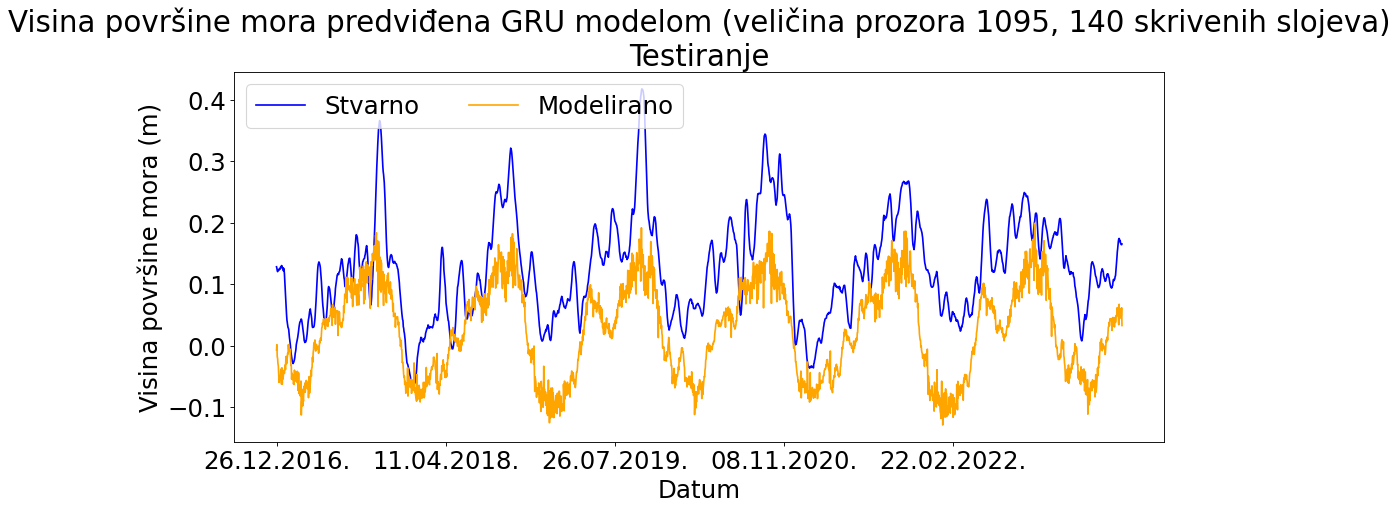 Visina površine mora predviđena GRU modelom (veličina prozora 1095, 140 skrivenih slojeva)
Testiranje
Stvarno Modelirano
Visina površine mora (m)
0.4
0.3
0.2
0.1
0.0
−0.1
26.12.2016. 11.04.2018. 26.07.2019. 08.11.2020. 22.02.2022.
Datum